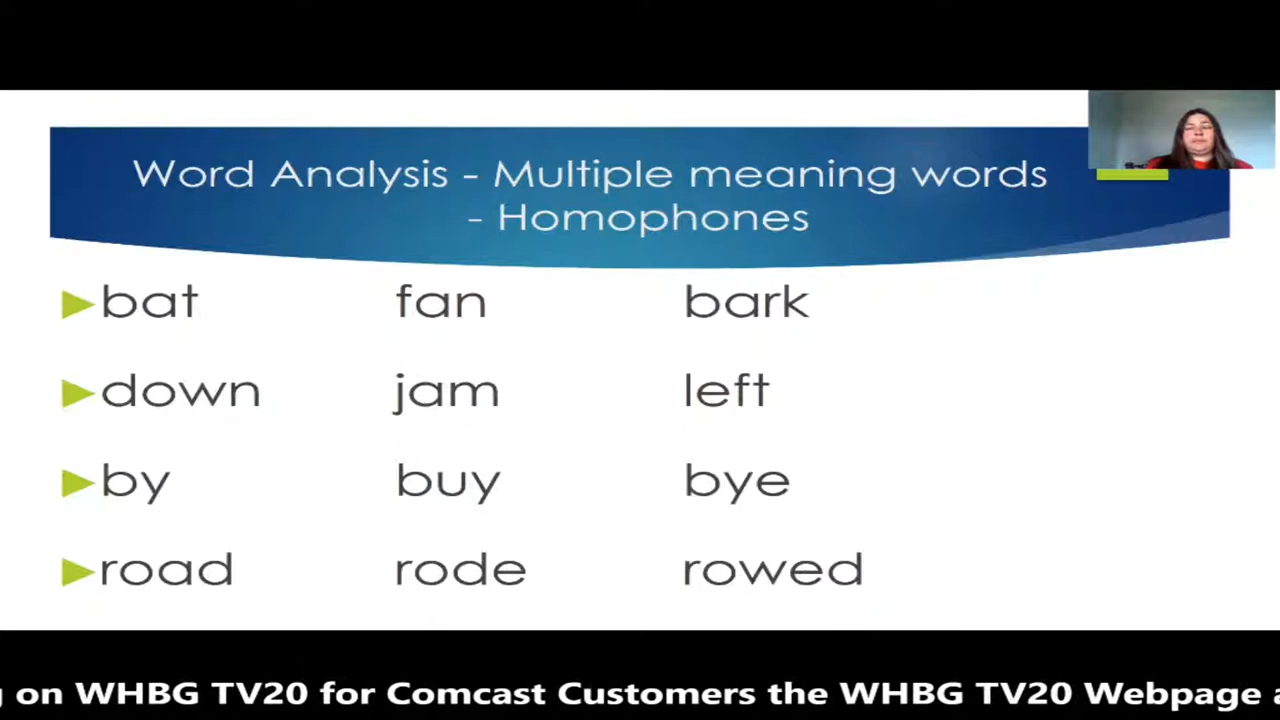 Word Analysis - Multiple meaning words
- Homophones
bat fan bark
down jam left
by buy bye
road rode rowed
on WHBG TV20 for Comcast Customers the WHBG TV20 Webpage